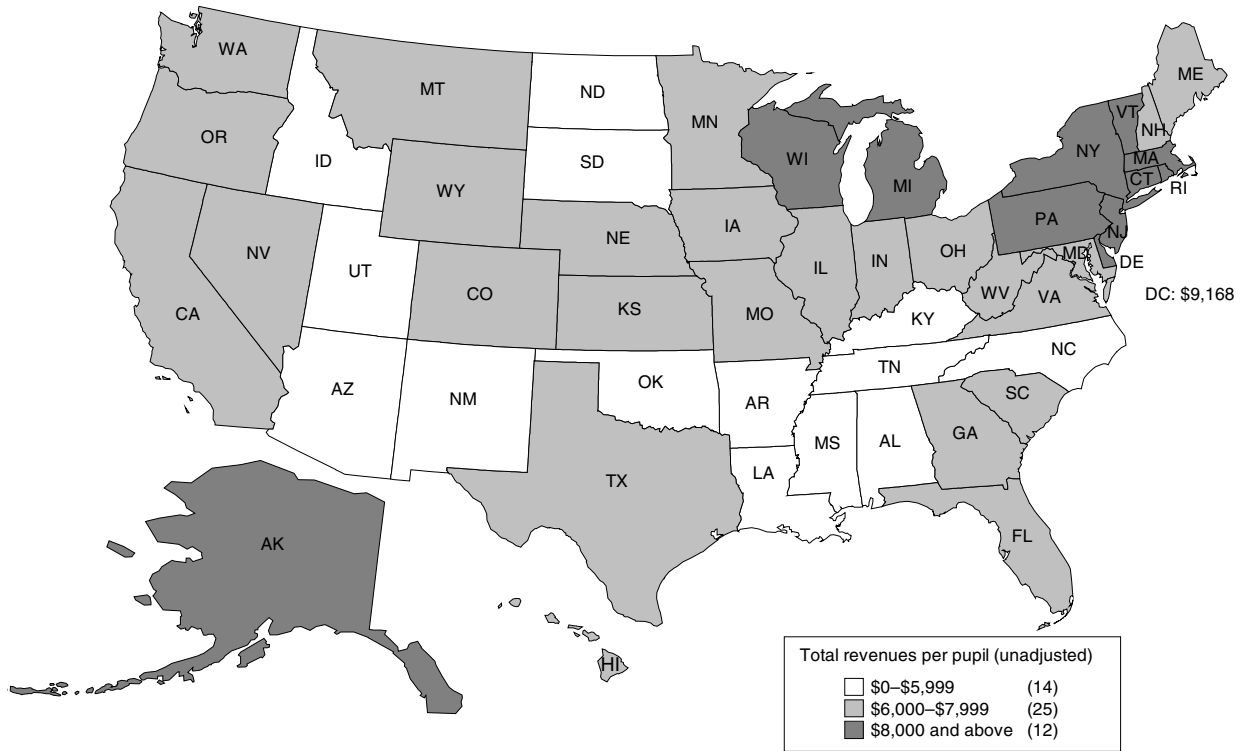 WA
ME
MT
ND
VT
MN
NH
OR
NY
MA
ID
SD
WI
CT
MI
RI
WY
PA
IA
NE
NJ
NV
OH
MD
DE
UT
IL
IN
CO
WV
VA
DC: $9,168
CA
KS
MO
KY
NC
TN
OK
AZ
NM
AR
SC
GA
MS
AL
LA
TX
FL
AK
HI
Total revenues per pupil (unadjusted)
$0–$5,999 (14)
$6,000–$7,999 (25)
$8,000 and above (12)